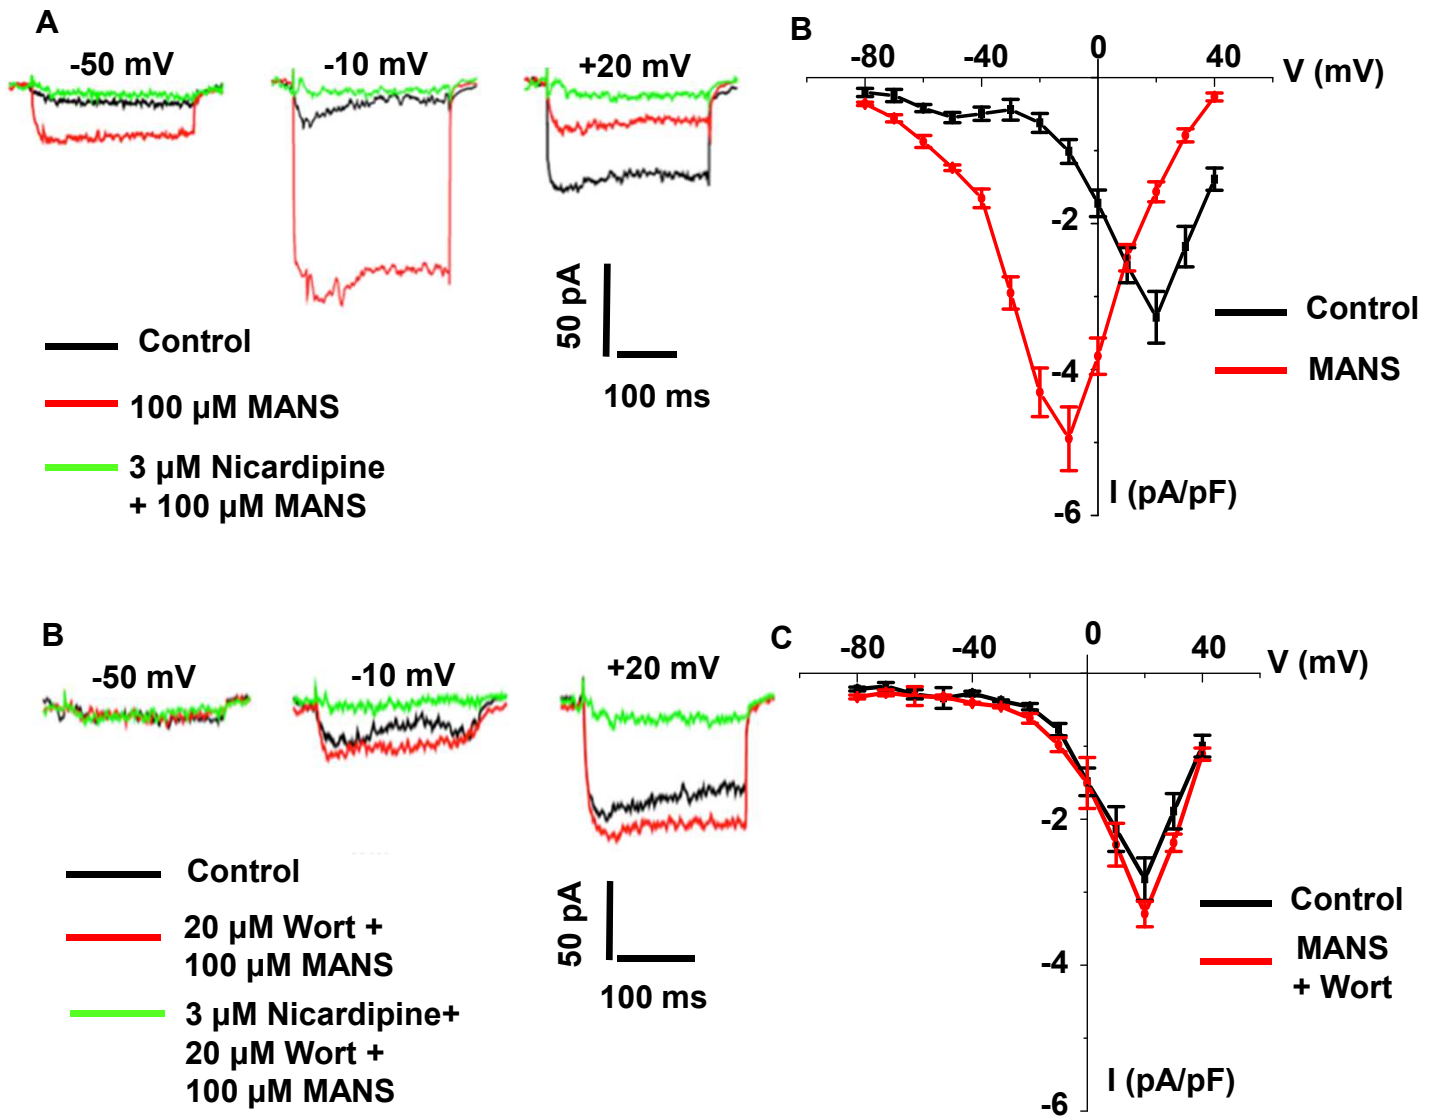 A
-50 mV
-10 mV
+20 mV
50 pA
100 ms
Control
100 µM MANS
3 µM Nicardipine
+ 100 µM MANS
B
-80
-40
0
40
V (mV)
-2
-4
-6
I (pA/pF)
Control
MANS
B
-50 mV
-10 mV
+20 mV
50 pA
100 ms
Control
20 µM Wort +
100 µM MANS
3 µM Nicardipine+
20 µM Wort +
100 µM MANS
C
-80
-40
0
40
V (mV)
-2
-4
-6
I (pA/pF)
Control
MANS
+ Wort